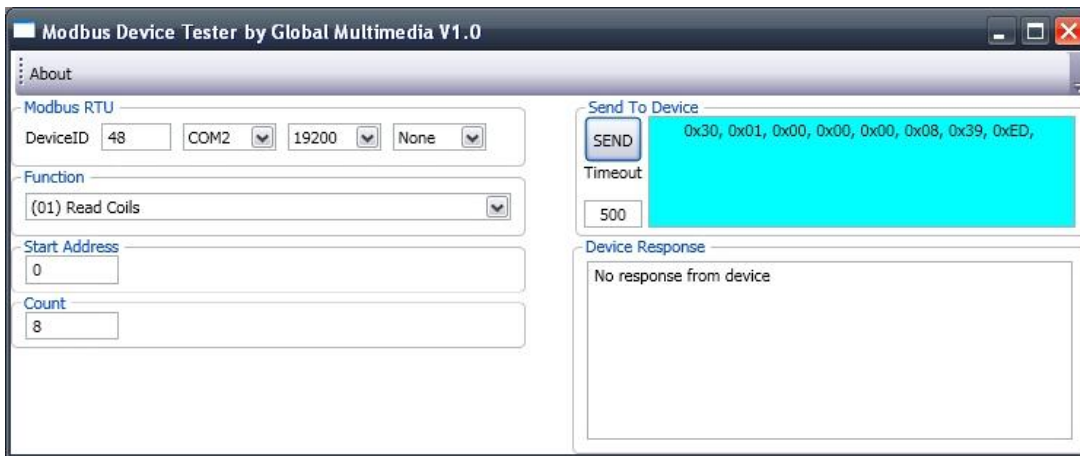 Modbus Device Tester by Global Multimedia V1.0
About
Modbus RTU
DeviceID 48 COM2 19200 None
Function
(01) Read Coils
Start Address
0
Count
8
Send To Device
SEND
0x30, 0x01, 0x00, 0x00, 0x00, 0x08, 0x39, 0xED,
Timeout
500
Device Response
No response from device